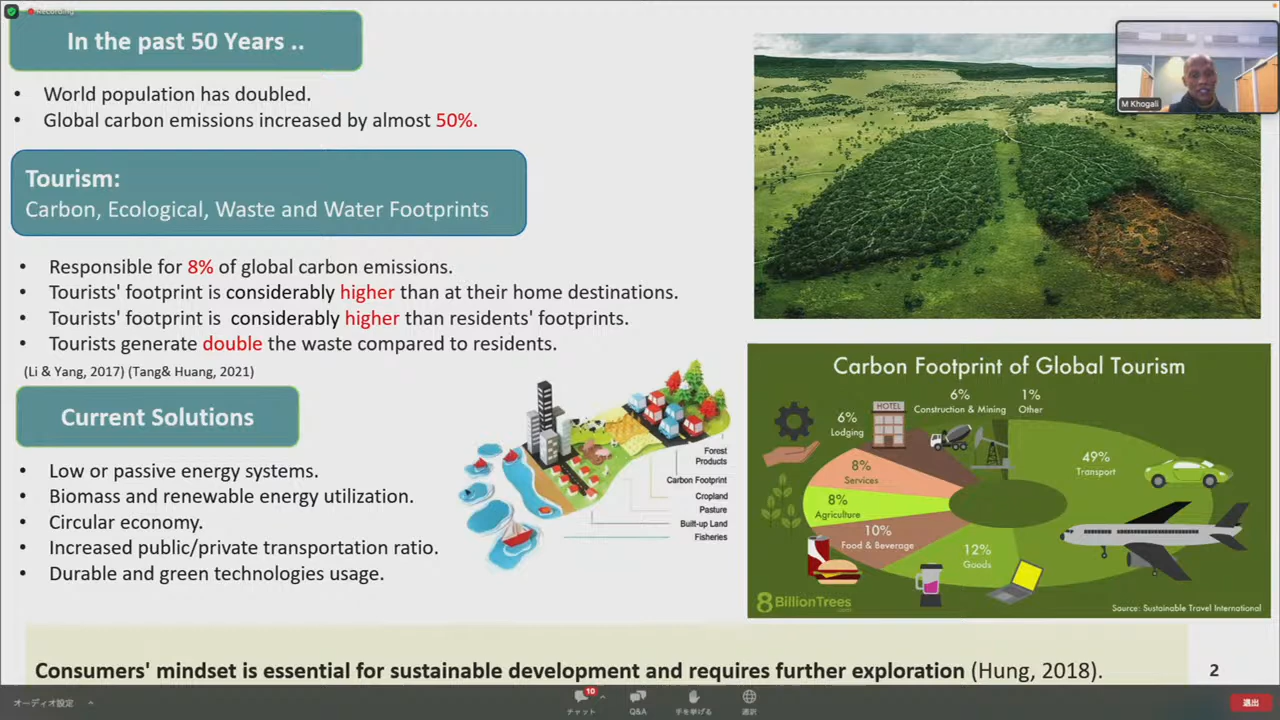 Recording
In the past 50 Years ..
• World population has doubled.
• Global carbon emissions increased by almost 50%.
Tourism:
Carbon, Ecological, Waste and Water Footprints
• Responsible for 8% of global carbon emissions.
• Tourists' footprint is considerably higher than at their home destinations.
• Tourists' footprint is considerably higher than residents' footprints.
• Tourists generate double the waste compared to residents.
(Li & Yang, 2017) (Tang& Huang, 2021)
Current Solutions
• Low or passive energy systems.
• Biomass and renewable energy utilization.
• Circular economy.
• Increased public/private transportation ratio.
• Durable and green technologies usage.
Forest
Products
Carbon Footprint
Cropland
Pasture
Built-up Land
Fisheries
M Khogali
Carbon Footprint of Global Tourism
6%
Construction & Mining
1%
Other
6%
Lodging
HOTEL
49%
Transport
8%
Services
8%
Agriculture
10%
Food & Beverage
12%
Goods
8BillionTrees
.com
Source: Sustainable Travel International
Consumers' mindset is essential for sustainable development and requires further exploration (Hung, 2018).
2
オーディオ設定
10
チャット
Q&A
手を挙げる
通訳
退出